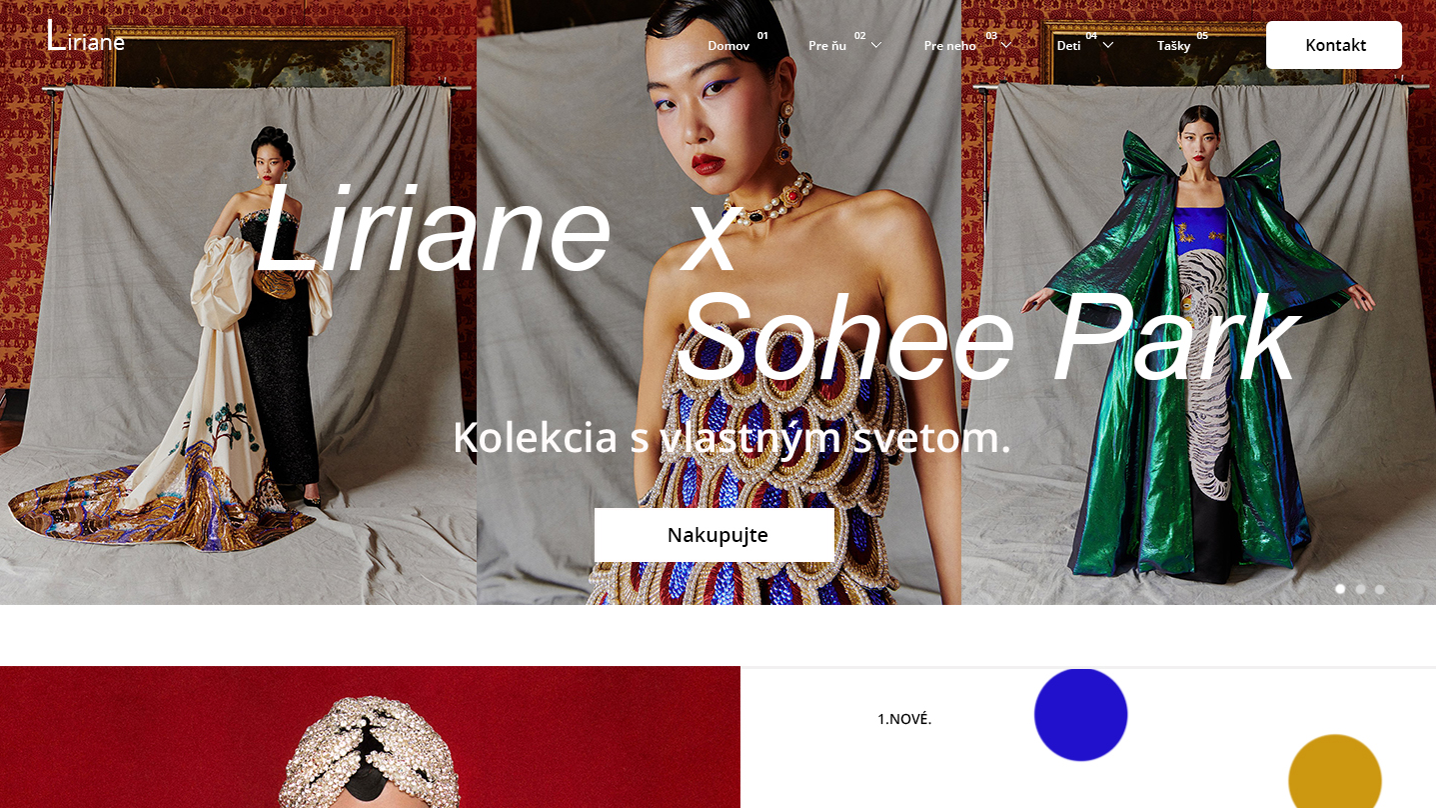 Liriane
Domov 01
Pre ňu 02
Pre neho 03
Deti 04
Tašky 05
Kontakt
Liriane x
Sohee Park
Kolekcia s vlastným svetom.
Nakupujte
1.NOVÉ.